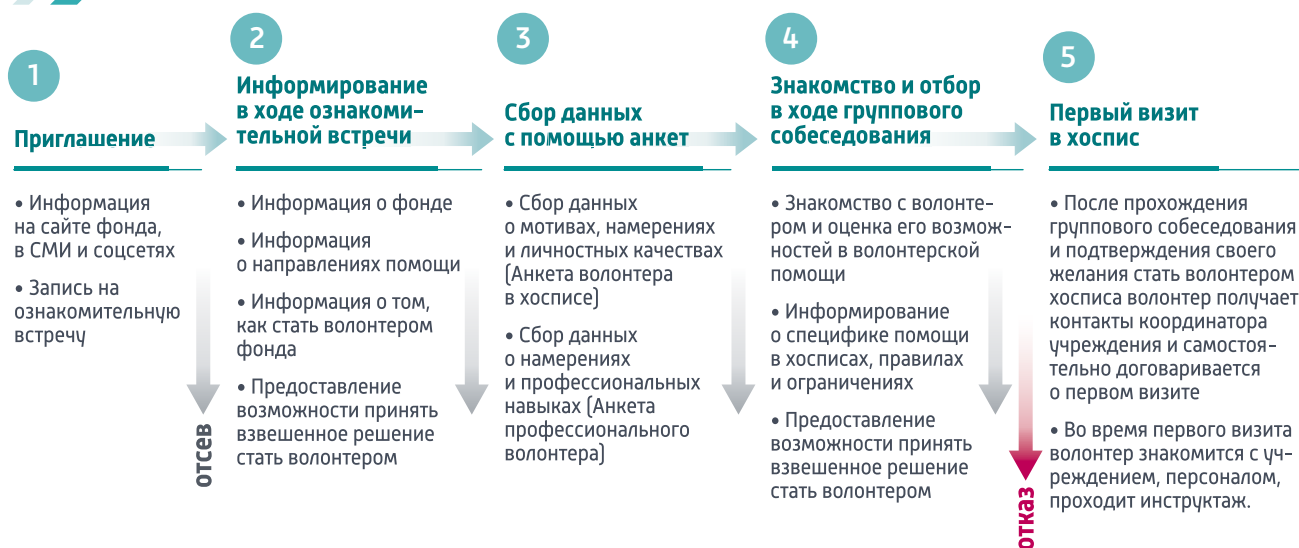 1
Приглашение
• Информация
на сайте фонда,
в СМИ и соцсетях
• Запись на
ознакомительную
встречу
отсев
2
Информирование
в ходе ознакоми-
тельной встречи
• Информация о фонде
• Информация
о направлениях помощи
• Информация о том,
как стать волонтером
фонда
• Предоставление
возможности принять
взвешенное решение
стать волонтером
3
Сбор данных
с помощью анкет
• Сбор данных
о мотивах, намерениях
и личностных качествах
(Анкета волонтера
в хосписе)
• Сбор данных
о намерениях
и профессиональных
навыках (Анкета
профессионального
волонтера)
4
Знакомство и отбор
в ходе группового
собеседования
• Знакомство с волонте-
ром и оценка его возмож-
ностей в волонтерской
помощи
• Информирование
о специфике помощи
в хосписах, правилах
и ограничениях
• Предоставление
возможности принять
взвешенное решение
стать волонтером
отказ
5
Первый визит
в хоспис
• После прохождения
группового собеседования
и подтверждения своего
желания стать волонтером
хосписа волонтер получает
контакты координатора
учреждения и самостоя-
тельно договаривается
о первом визите
• Во время первого визита
волонтер знакомится с уч-
реждением, персоналом,
проходит инструктаж.